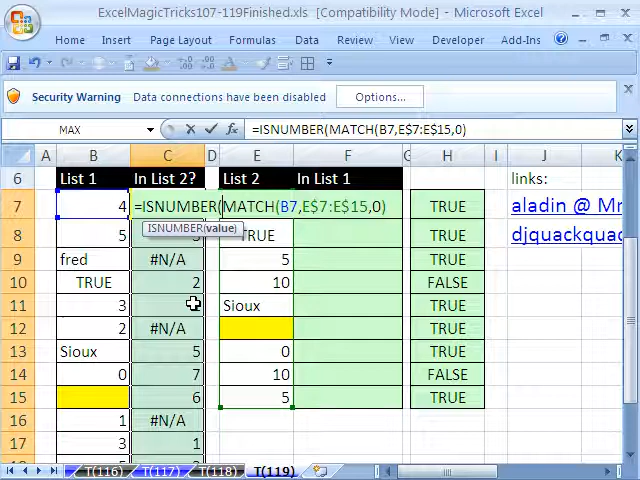 ExcelMagicTricks107-119Finished.xls [Compatibility Mode] - Microsoft Excel
Home Page Layout Formulas Data Review View Developer Add-Ins
Security Warning Data connections have been disabled Options...
MAX =ISNUMBER(MATCH(B7,E$7:E$15,0)
A B C D E F G H I J K
6 List 1 In List 2? List 2 In List 1 links:
7 4 =ISNUMBER(MATCH(B7,E$7:E$15,0) TRUE aladin @ Mr
ISNUMBER(value)
8 5 TRUE TRUE djquackquac
9 fred #N/A 5 TRUE
10 TRUE 2 10 FALSE
11 3 Sioux TRUE
12 2 #N/A TRUE
13 Sioux 5 0 TRUE
14 0 7 10 FALSE
15 6 5 TRUE
16 1 #N/A
17 3 1
T(116) T(117) T(118) T(119)